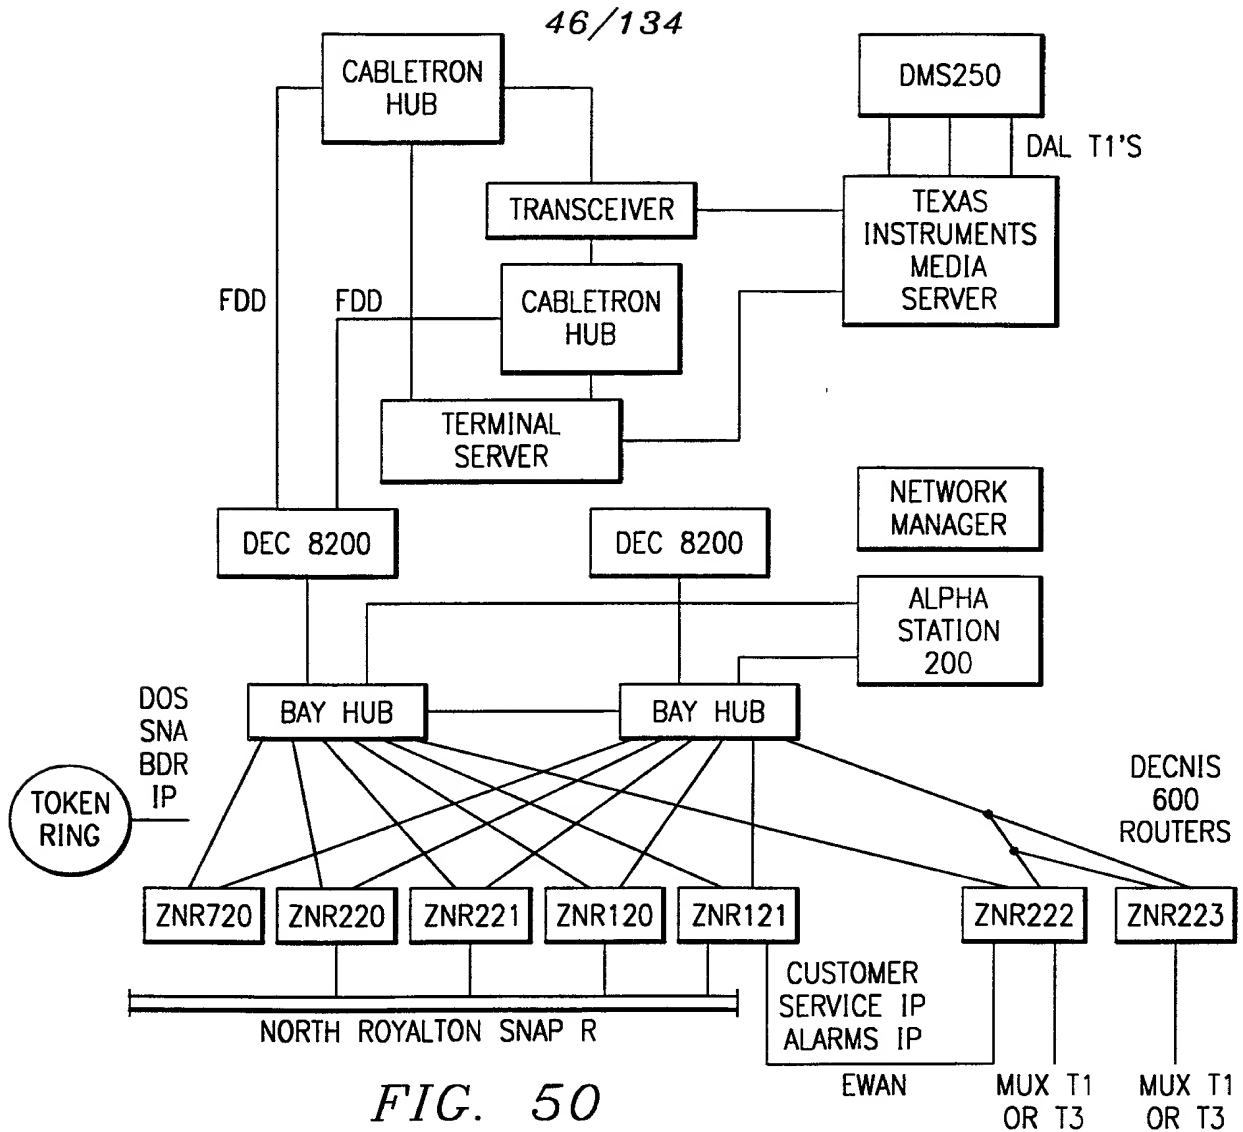 46/134
CABLETRON
HUB
DMS250
DAL T1'S
TRANSCEIVER
TEXAS
INSTRUMENTS
MEDIA
SERVER
FDD
FDD
CABLETRON
HUB
TERMINAL
SERVER
NETWORK
MANAGER
DEC 8200
DEC 8200
ALPHA
STATION
200
BAY HUB
BAY HUB
DOS
SNA
BDR
IP
TOKEN
RING
DECNIS
600
ROUTERS
ZNR720
ZNR220
ZNR221
ZNR120
ZNR121
ZNR222
ZNR223
CUSTOMER
SERVICE IP
ALARMS IP
NORTH ROYALTON SNAP R
EWAN
MUX T1
OR T3
MUX T1
OR T3
FIG. 50